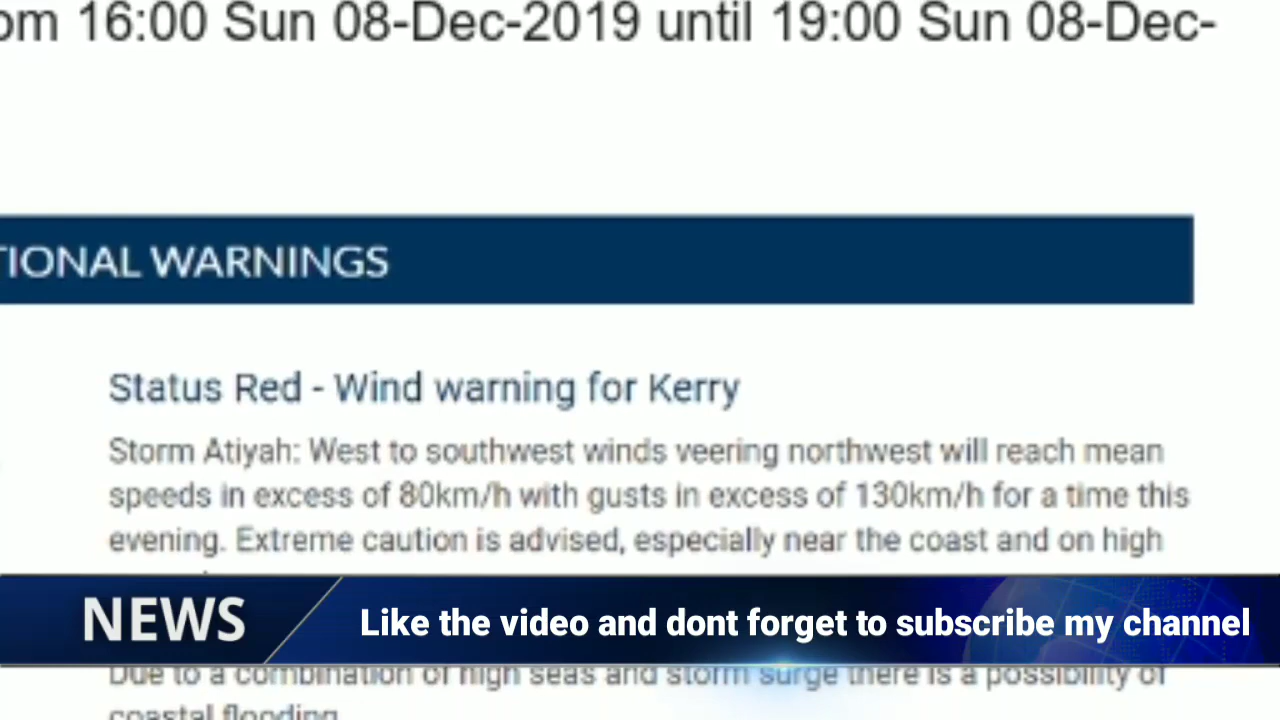 om 16:00 Sun 08-Dec-2019 until 19:00 Sun 08-Dec-
TIONAL WARNINGS
Status Red - Wind warning for Kerry
Storm Atiyah: West to southwest winds veering northwest will reach mean
speeds in excess of 80km/h with gusts in excess of 130km/h for a time this
evening. Extreme caution is advised, especially near the coast and on high
NEWS
Like the video and dont forget to subscribe my channel
Due to a combination of high seas and storm surge there is a possibility of
coastal flooding